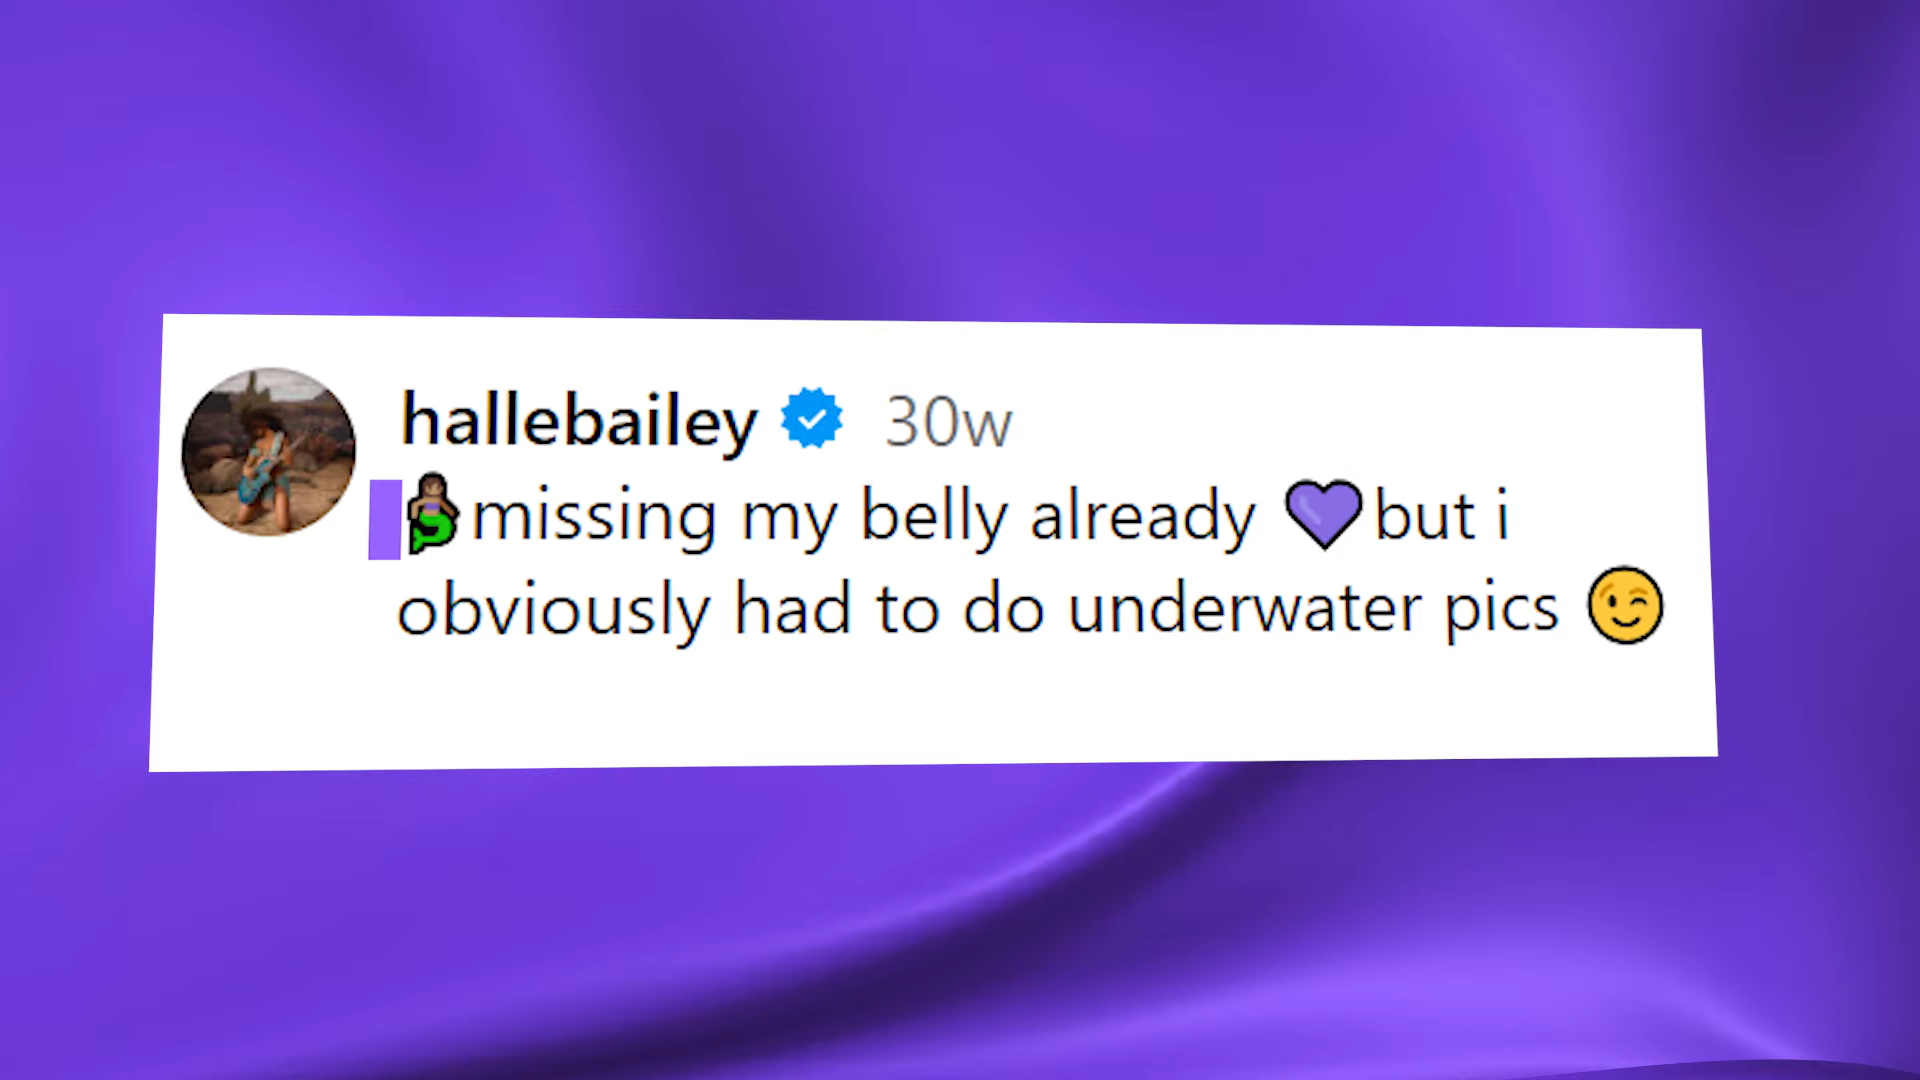 hallebailey 30w
🧜🏽‍♀️missing my belly already 💜but i
obviously had to do underwater pics 😉